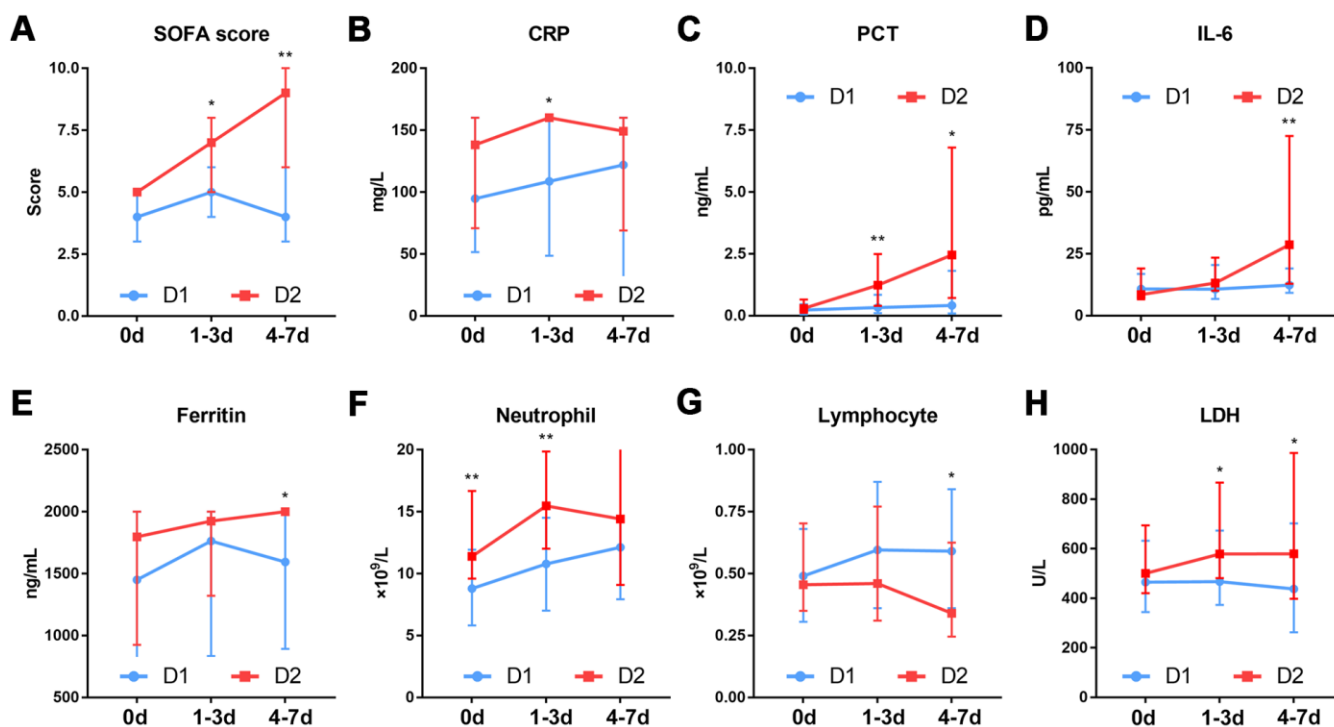 A
SOFA score
10.0
7.5
5.0
2.5
0.0
Score
*
**
D1
D2
0d
1-3d
4-7d
B
CRP
200
150
100
50
0
mg/L
*
D1
D2
0d
1-3d
4-7d
C
PCT
10.0
7.5
5.0
2.5
0.0
ng/mL
D1
D2
**
*
0d
1-3d
4-7d
D
IL-6
100
75
50
25
0
pg/mL
D1
D2
**
0d
1-3d
4-7d
E
Ferritin
2500
2000
1500
1000
500
ng/mL
*
D1
D2
0d
1-3d
4-7d
F
Neutrophil
20
15
10
5
0
×10⁹/L
**
**
D1
D2
0d
1-3d
4-7d
G
Lymphocyte
1.00
0.75
0.50
0.25
0.00
×10⁹/L
*
D1
D2
0d
1-3d
4-7d
H
LDH
1000
800
600
400
200
0
U/L
*
*
D1
D2
0d
1-3d
4-7d